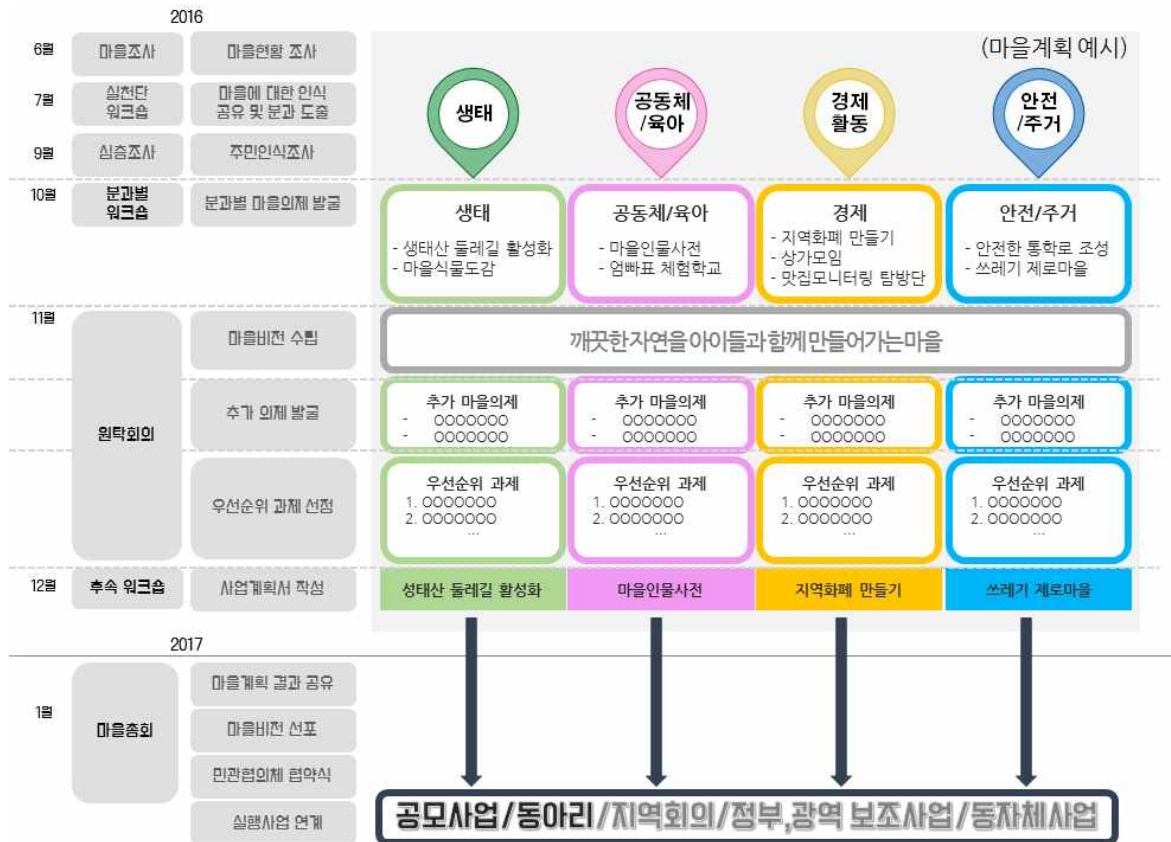 2016
(마을계획 예시)
6월
마을조사
마을현황 조사
7월
실천단
워크숍
마을에 대한 인식
공유 및 분과 도출
9월
심층조사
주민인식조사
생태
공동체
/육아
경제
활동
안전
/주거
10월
분과별
워크숍
분과별 마을의제 발굴
생태
- 생태산 둘레길 활성화
- 마을식물도감
공동체/육아
- 마을인물사전
- 엄빠표 체험학교
경제
- 지역화폐 만들기
- 상가모임
- 맛집모니터링 탐방단
안전/주거
- 안전한 통학로 조성
- 쓰레기 제로마을
11월
원탁회의
마을비전 수립
깨끗한 자연을 아이들과 함께 만들어가는 마을
추가 의제 발굴
추가 마을의제
- OOOOOOO
- OOOOOOO
추가 마을의제
- OOOOOOO
- OOOOOOO
추가 마을의제
- OOOOOOO
- OOOOOOO
추가 마을의제
- OOOOOOO
- OOOOOOO
우선순위 과제 선정
우선순위 과제
1. OOOOOOO
2. OOOOOOO
...
우선순위 과제
1. OOOOOOO
2. OOOOOOO
...
우선순위 과제
1. OOOOOOO
2. OOOOOOO
...
우선순위 과제
1. OOOOOOO
2. OOOOOOO
...
12월
후속 워크숍
사업계획서 작성
성태산 둘레길 활성화
마을인물사전
지역화폐 만들기
쓰레기 제로마을
2017
1월
마을총회
마을계획 결과 공유
마을비전 선포
민관협의체 협약식
실행사업 연계
공모사업/동아리/지역회의/정부,광역 보조사업/동자체사업